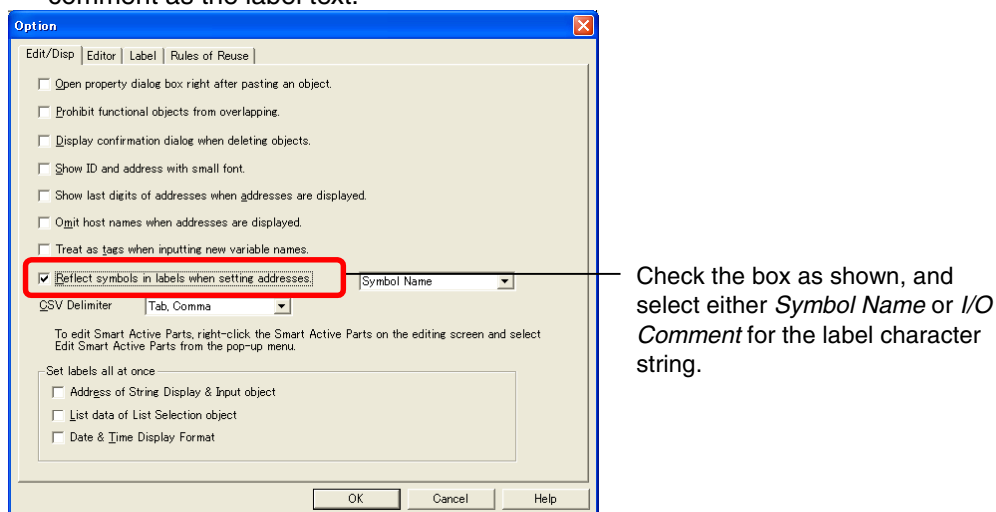 comment as the label text.
Option
Edit/Disp Editor Label Rules of Reuse
Open property dialog box right after pasting an object.
Prohibit functional objects from overlapping.
Display confirmation dialog when deleting objects.
Show ID and address with small font.
Show last digits of addresses when addresses are displayed.
Omit host names when addresses are displayed.
Treat as tags when inputting new variable names.
Reflect symbols in labels when setting addresses. Symbol Name
CSV Delimiter Tab, Comma
To edit Smart Active Parts, right-click the Smart Active Parts on the editing screen and select
Edit Smart Active Parts from the pop-up menu.
Set labels all at once
Address of String Display & Input object
List data of List Selection object
Date & Time Display Format
OK Cancel Help
Check the box as shown, and
select either Symbol Name or I/O
Comment for the label character
string.